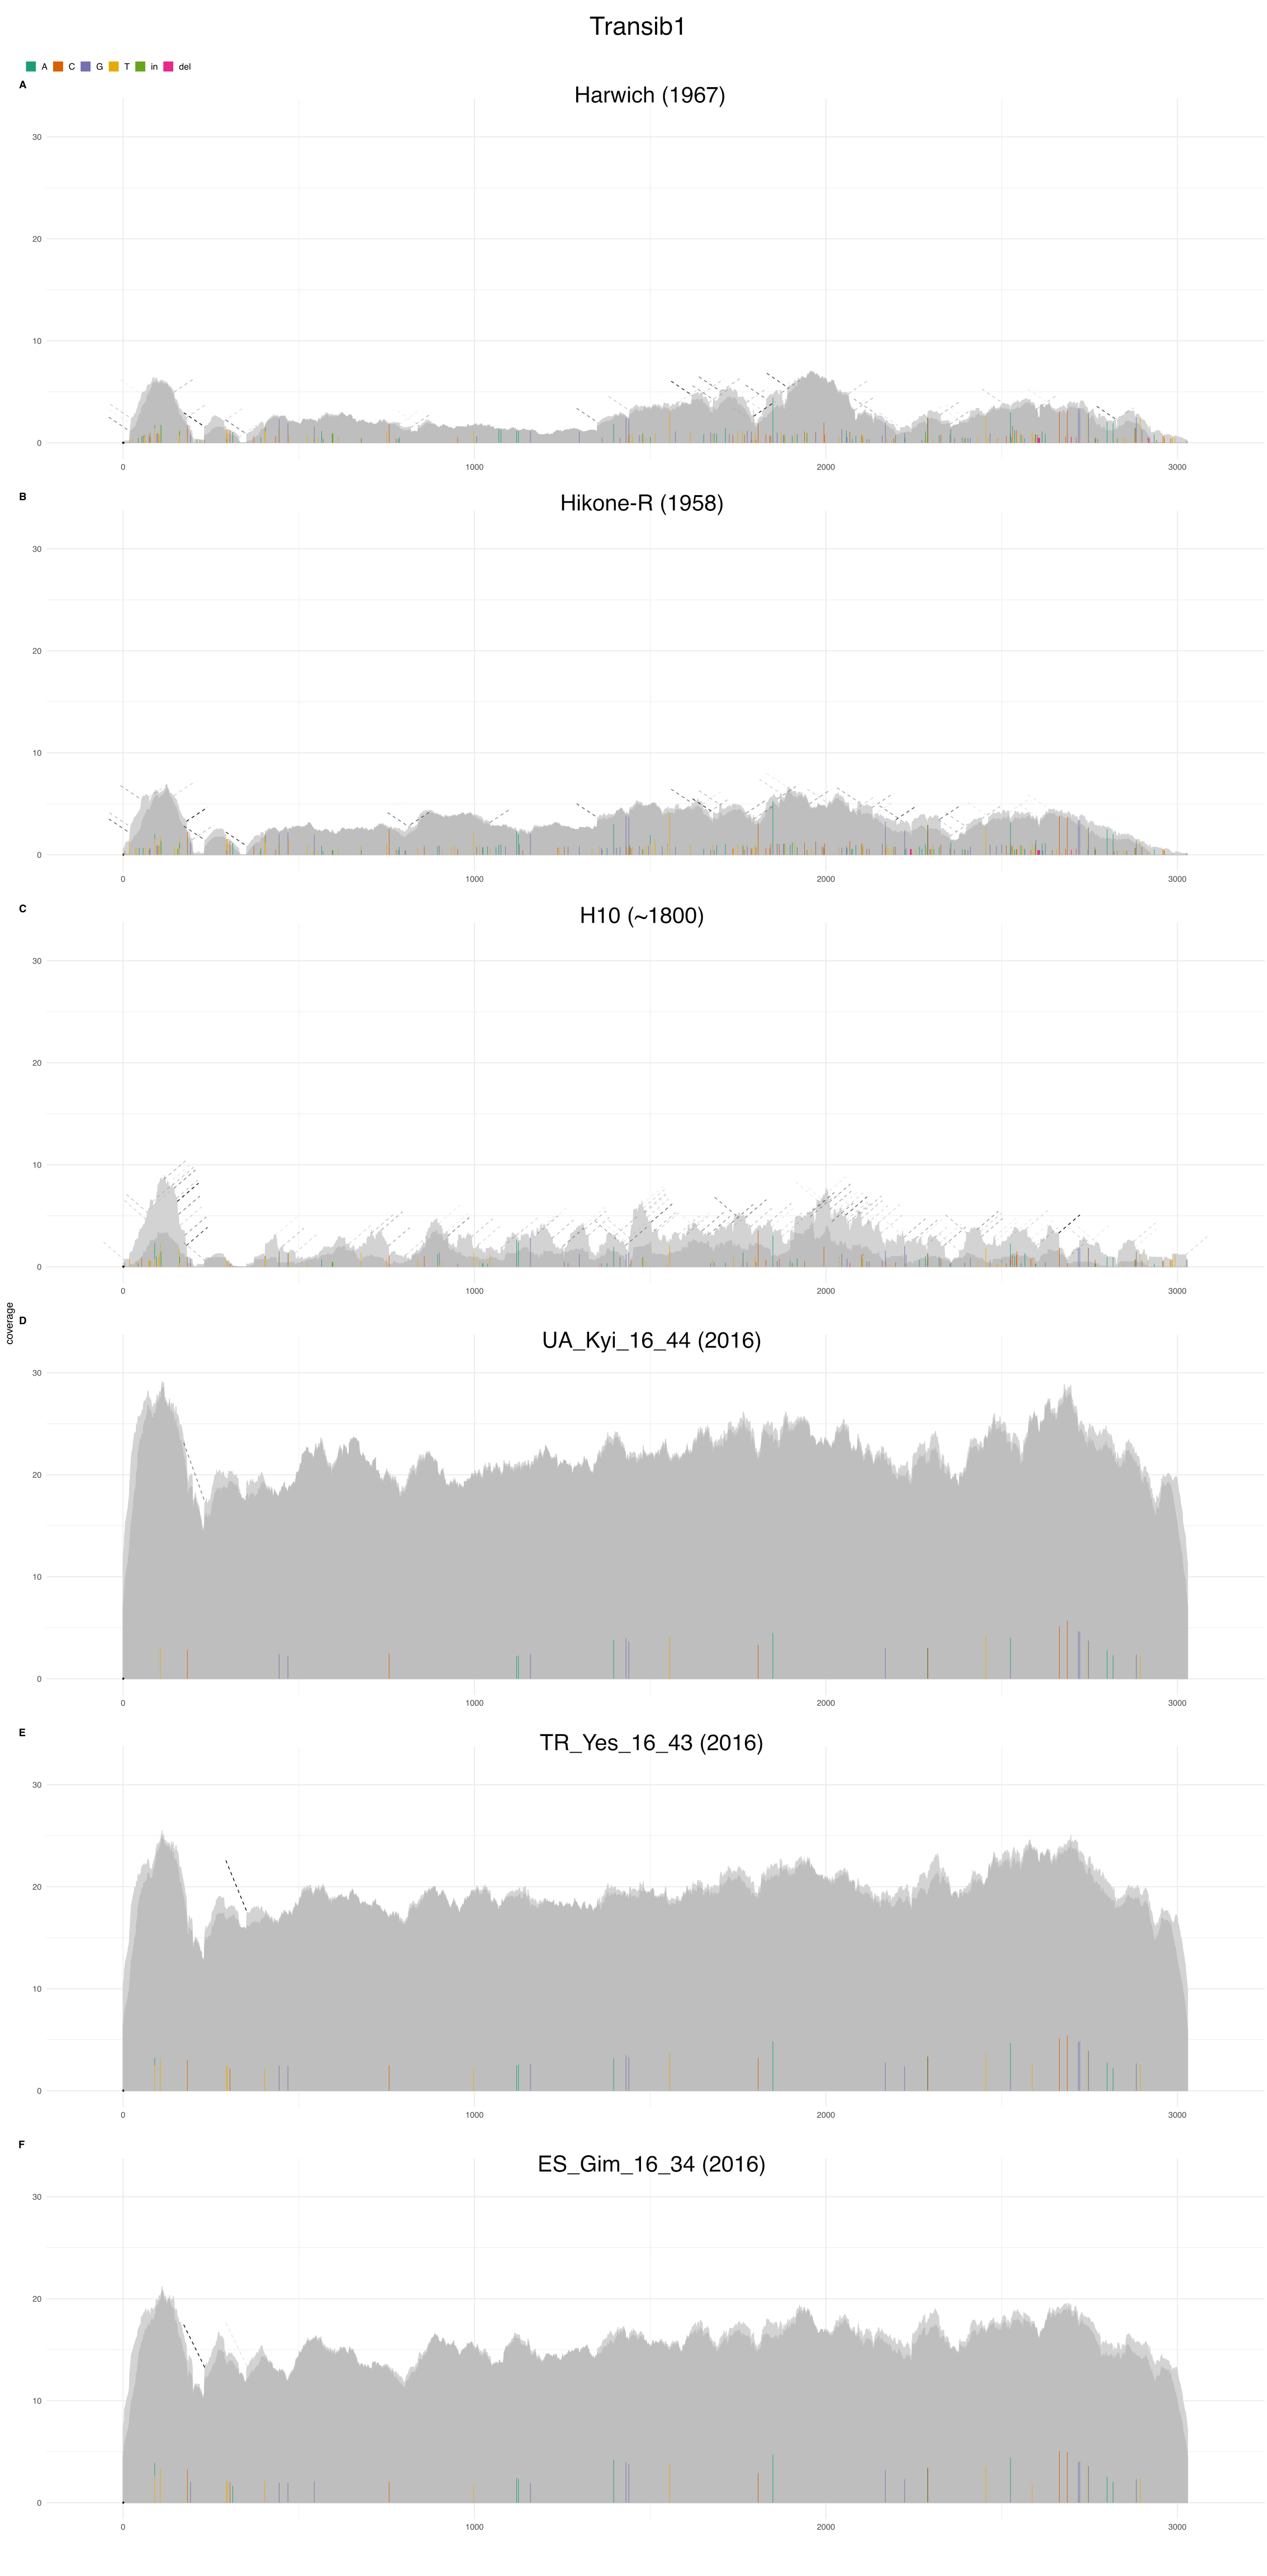 Transib1
A C G T in del
A
Harwich (1967)
30
20
10
0
0 1000 2000 3000
B
Hikone-R (1958)
30
20
10
0
0 1000 2000 3000
C
H10 (~1800)
30
20
10
0
0 1000 2000 3000
coverage
D
UA_Kyi_16_44 (2016)
30
20
10
0
0 1000 2000 3000
E
TR_Yes_16_43 (2016)
30
20
10
0
0 1000 2000 3000
F
ES_Gim_16_34 (2016)
30
20
10
0
0 1000 2000 3000